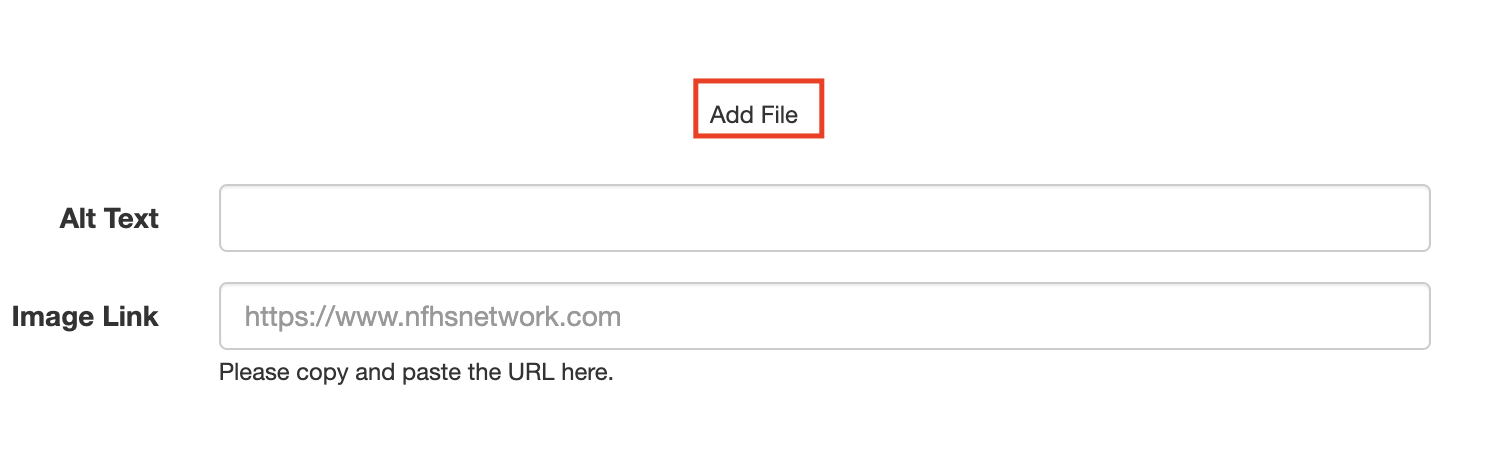 Add File
Alt Text
Image Link
https://www.nfhsnetwork.com
Please copy and paste the URL here.